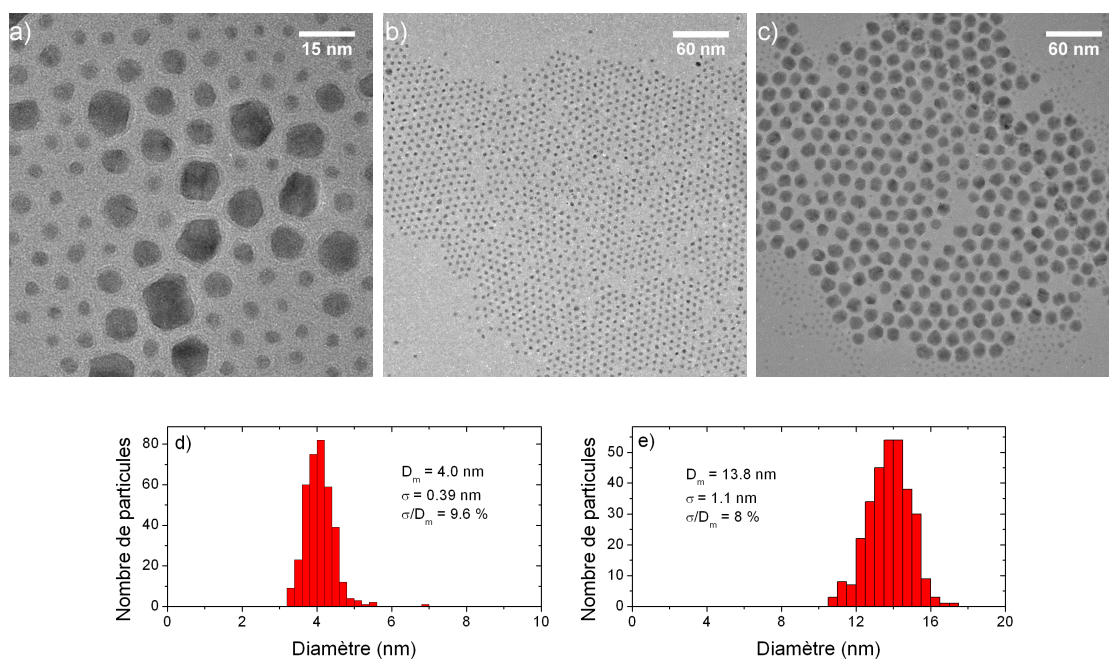 a)
15 nm
b)
60 nm
c)
60 nm
d)
Nombre de particules
80
60
40
20
0
D_m = 4.0 nm
σ = 0.39 nm
σ/D_m = 9.6 %
0 2 4 6 8 10
Diamètre (nm)
e)
Nombre de particules
50
40
30
20
10
0
D_m = 13.8 nm
σ = 1.1 nm
σ/D_m = 8 %
0 4 8 12 16 20
Diamètre (nm)